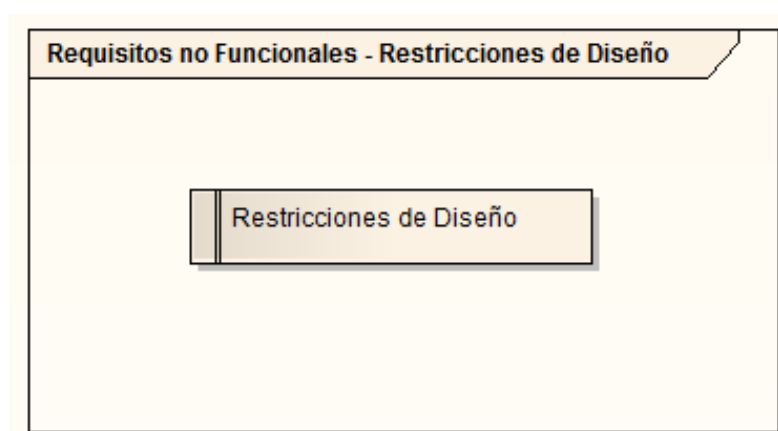 Requisitos no Funcionales - Restricciones de Diseño
Restricciones de Diseño